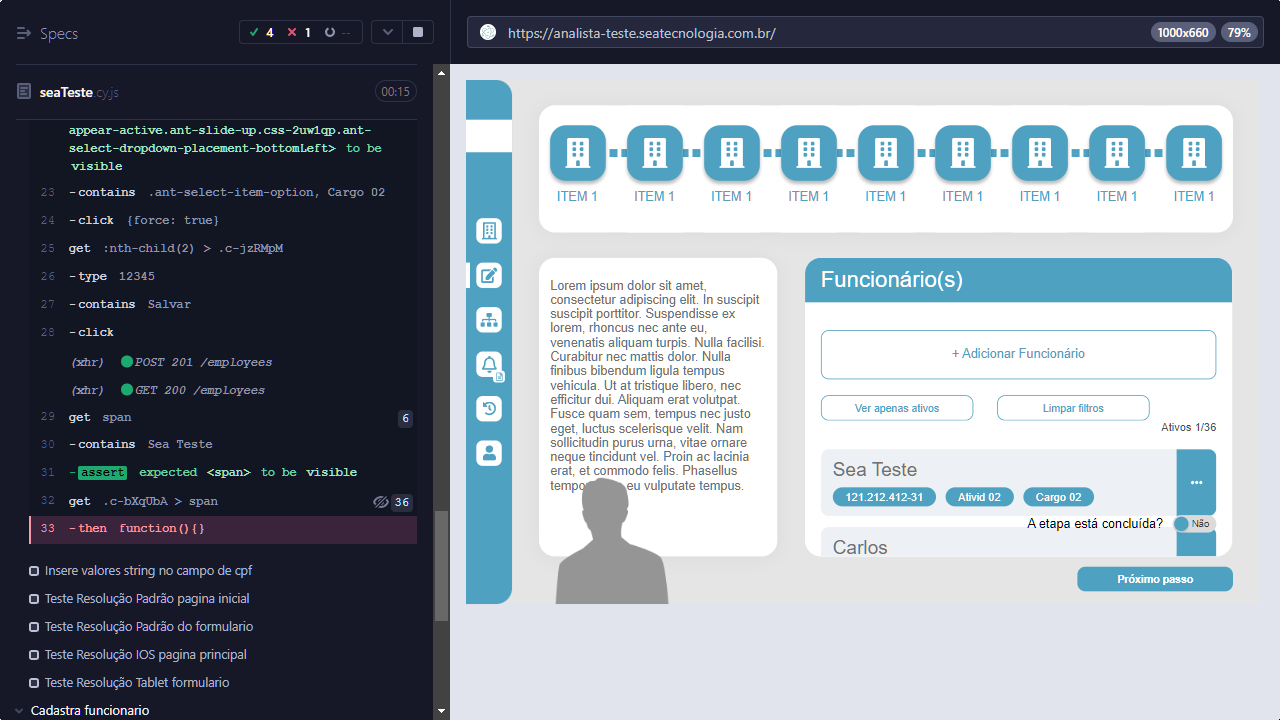 Specs
4
1
--
https://analista-teste.seatecnologia.com.br/
1000x660
79%
seaTeste.cy.js
00:15
appear-active.ant-slide-up.css-2uw1qp.ant-
select-dropdown-placement-bottomLeft> to be
visible
23 -contains .ant-select-item-option, Cargo 02
24 -click {force: true}
25 get :nth-child(2) > .c-jzRMpM
26 -type 12345
27 -contains Salvar
28 -click
(xhr) POST 201 /employees
(xhr) GET 200 /employees
29 get span 6
30 -contains Sea Teste
31 -assert expected <span> to be visible
32 get .c-bXqUbA > span 36
33 -then function(){}
Insere valores string no campo de cpf
Teste Resolução Padrão pagina inicial
Teste Resolução Padrão do formulario
Teste Resolução IOS pagina principal
Teste Resolução Tablet formulario
Cadastra funcionario
ITEM 1 ITEM 1 ITEM 1 ITEM 1 ITEM 1 ITEM 1 ITEM 1 ITEM 1 ITEM 1
Lorem ipsum dolor sit amet,
consectetur adipiscing elit. In suscipit
suscipit porttitor. Suspendisse ex
lorem, rhoncus nec ante eu,
venenatis aliquam turpis. Nulla facilisi.
Curabitur nec mattis dolor. Nulla
finibus bibendum ligula tempus
vehicula. Ut at tristique libero, nec
efficitur dui. Aliquam erat volutpat.
Fusce quam sem, tempus nec justo
eget, luctus scelerisque velit. Nam
sollicitudin purus urna, vitae ornare
neque tincidunt vel. Proin ac lacinia
erat, et commodo felis. Phasellus
tempo eu vulputate tempus.
Funcionário(s)
+ Adicionar Funcionário
Ver apenas ativos
Limpar filtros
Ativos 1/36
Sea Teste
121.212.412-31
Ativid 02
Cargo 02
...
A etapa está concluída?
Não
Carlos
Próximo passo